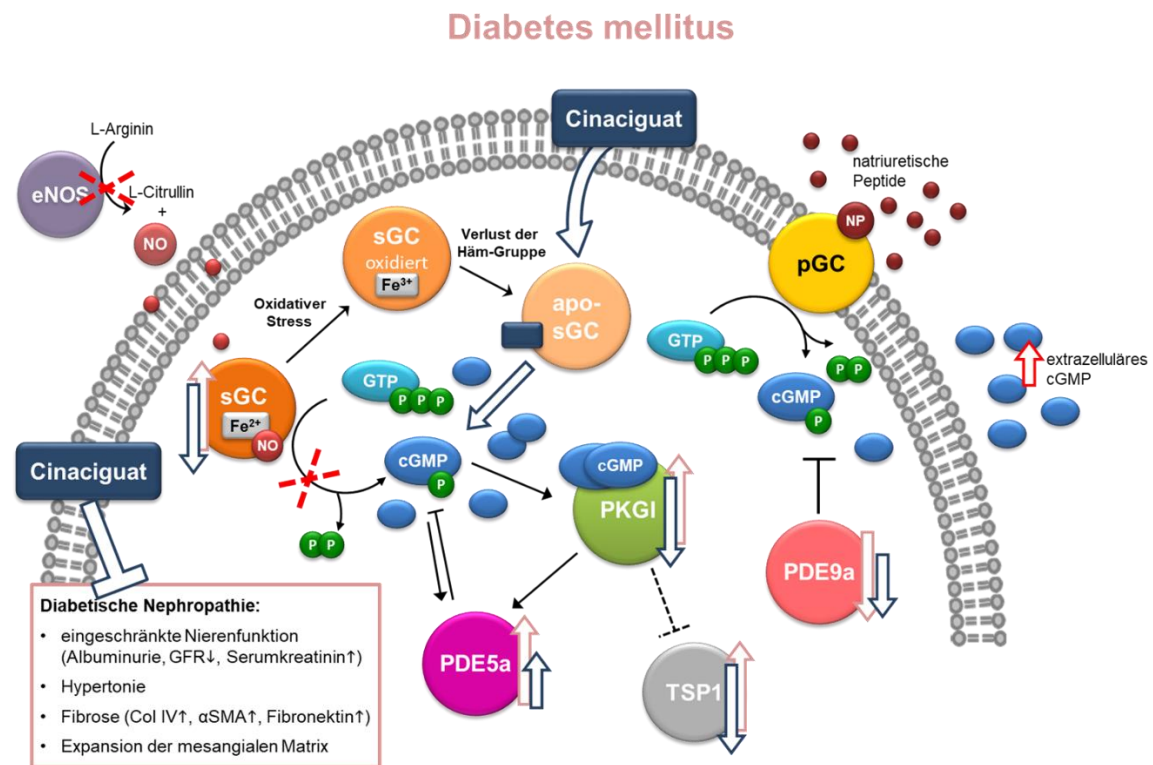 Diabetes mellitus
Cinaciguat
L-Arginin
eNOS
L-Citrullin
+
NO
natriuretische
Peptide
NP
pGC
sGC
oxidiert
Fe³⁺
Verlust der
Häm-Gruppe
Oxidativer
Stress
apo-
sGC
GTP
P P P
P P
cGMP
P
extrazelluläres
cGMP
sGC
Fe²⁺
NO
GTP
P P P
cGMP
P
P P
cGMP
PKGI
Cinaciguat
PDE9a
PDE5a
TSP1
Diabetische Nephropathie:
• eingeschränkte Nierenfunktion
(Albuminurie, GFR↓, Serumkreatinin↑)
• Hypertonie
• Fibrose (Col IV↑, αSMA↑, Fibronektin↑)
• Expansion der mesangialen Matrix